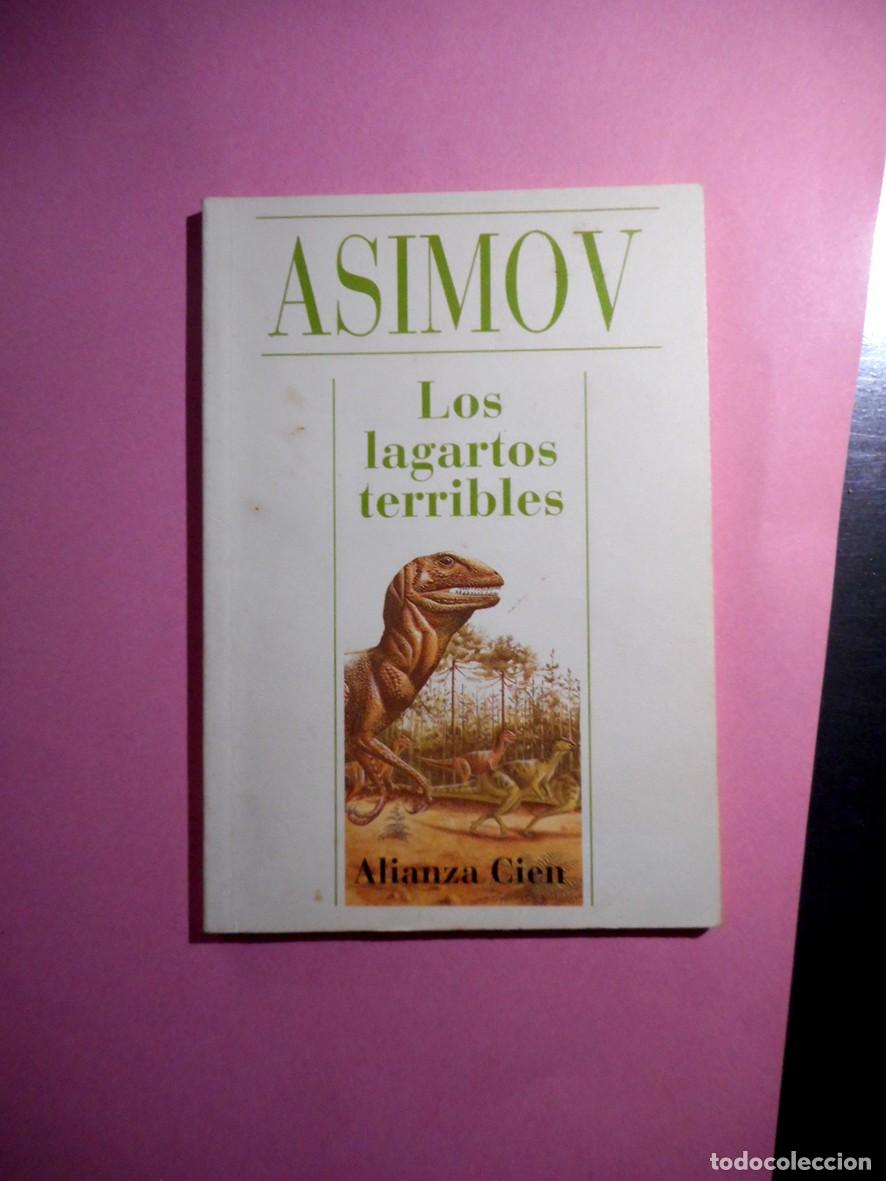 ASIMOV
Los
lagartos
terribles
Alianza Cien
todocoleccion